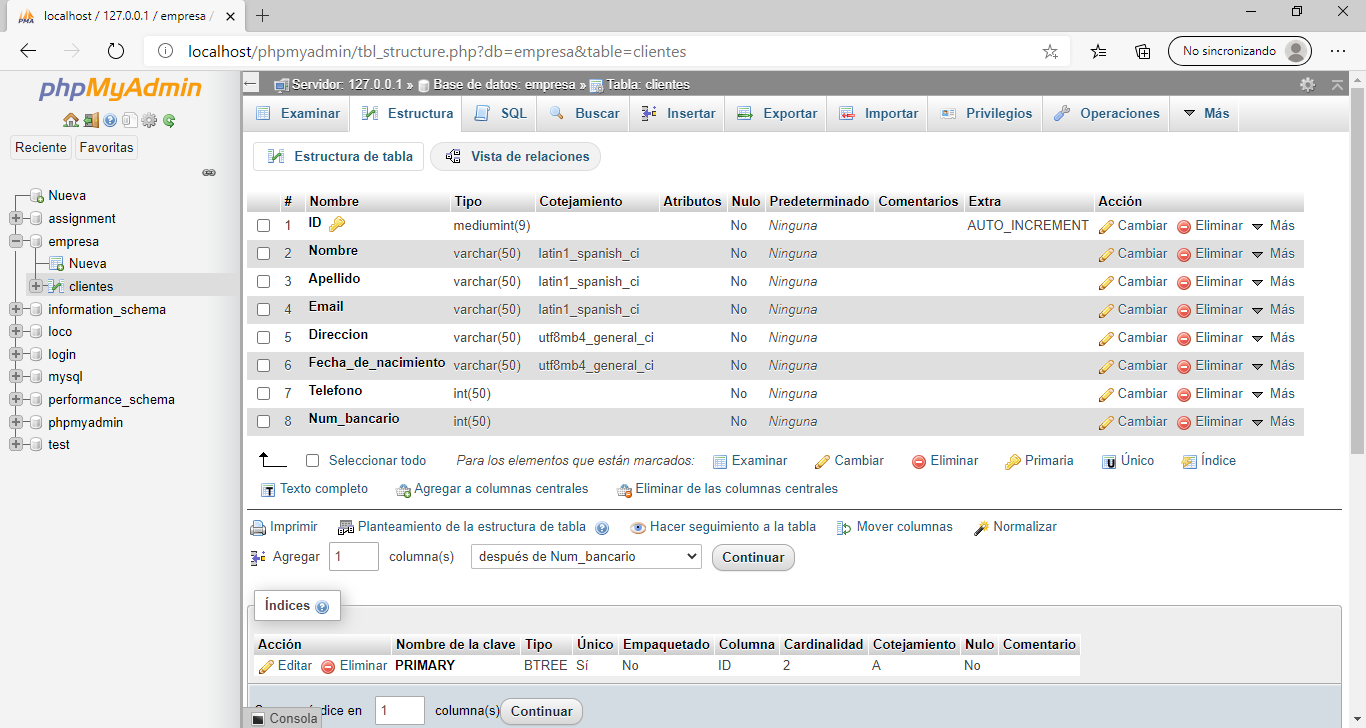 localhost / 127.0.0.1 / empresa /
localhost/phpmyadmin/tbl_structure.php?db=empresa&table=clientes
No sincronizando
phpMyAdmin
Reciente Favoritas
Nueva
assignment
empresa
Nueva
clientes
information_schema
loco
login
mysql
performance_schema
phpmyadmin
test
Servidor: 127.0.0.1 » Base de datos: empresa » Tabla: clientes
Examinar Estructura SQL Buscar Insertar Exportar Importar Privilegios Operaciones Más
Estructura de tabla Vista de relaciones
# Nombre Tipo Cotejamiento Atributos Nulo Predeterminado Comentarios Extra Acción
1 ID mediumint(9) No Ninguna AUTO_INCREMENT Cambiar Eliminar Más
2 Nombre varchar(50) latin1_spanish_ci No Ninguna Cambiar Eliminar Más
3 Apellido varchar(50) latin1_spanish_ci No Ninguna Cambiar Eliminar Más
4 Email varchar(50) latin1_spanish_ci No Ninguna Cambiar Eliminar Más
5 Direccion varchar(50) utf8mb4_general_ci No Ninguna Cambiar Eliminar Más
6 Fecha_de_nacimiento varchar(50) utf8mb4_general_ci No Ninguna Cambiar Eliminar Más
7 Telefono int(50) No Ninguna Cambiar Eliminar Más
8 Num_bancario int(50) No Ninguna Cambiar Eliminar Más
Seleccionar todo Para los elementos que están marcados: Examinar Cambiar Eliminar Primaria Único Índice
Texto completo Agregar a columnas centrales Eliminar de las columnas centrales
Imprimir Planteamiento de la estructura de tabla Hacer seguimiento a la tabla Mover columnas Normalizar
Agregar 1 columna(s) después de Num_bancario Continuar
Índices
Acción Nombre de la clave Tipo Único Empaquetado Columna Cardinalidad Cotejamiento Nulo Comentario
Editar Eliminar PRIMARY BTREE Sí No ID 2 A No
en 1 columna(s) Continuar
Consola